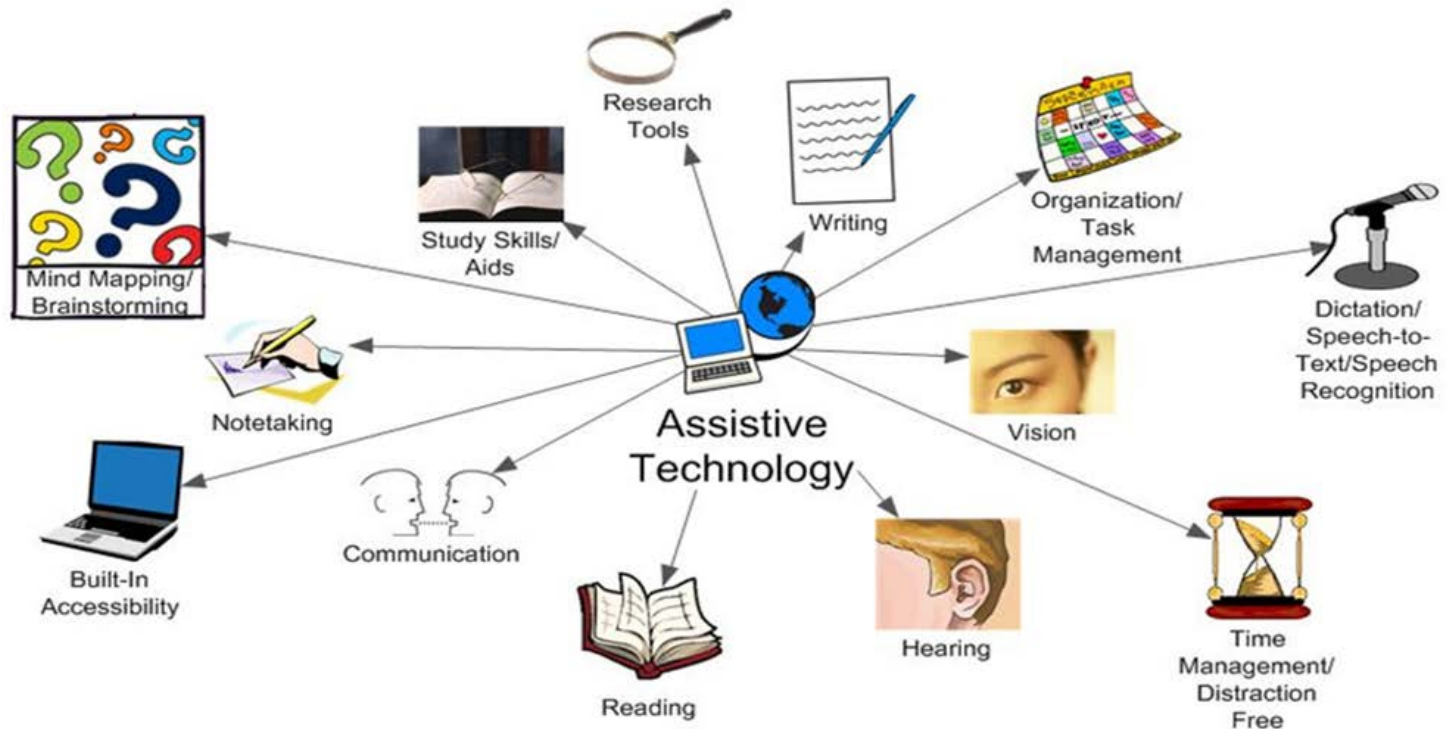 Research
Tools
Writing
Organization/
Task
Management
Study Skills/
Aids
Mind Mapping/
Brainstorming
Dictation/
Speech-to-
Text/Speech
Recognition
Notetaking
Vision
Assistive
Technology
Communication
Built-In
Accessibility
Reading
Hearing
Time
Management/
Distraction
Free